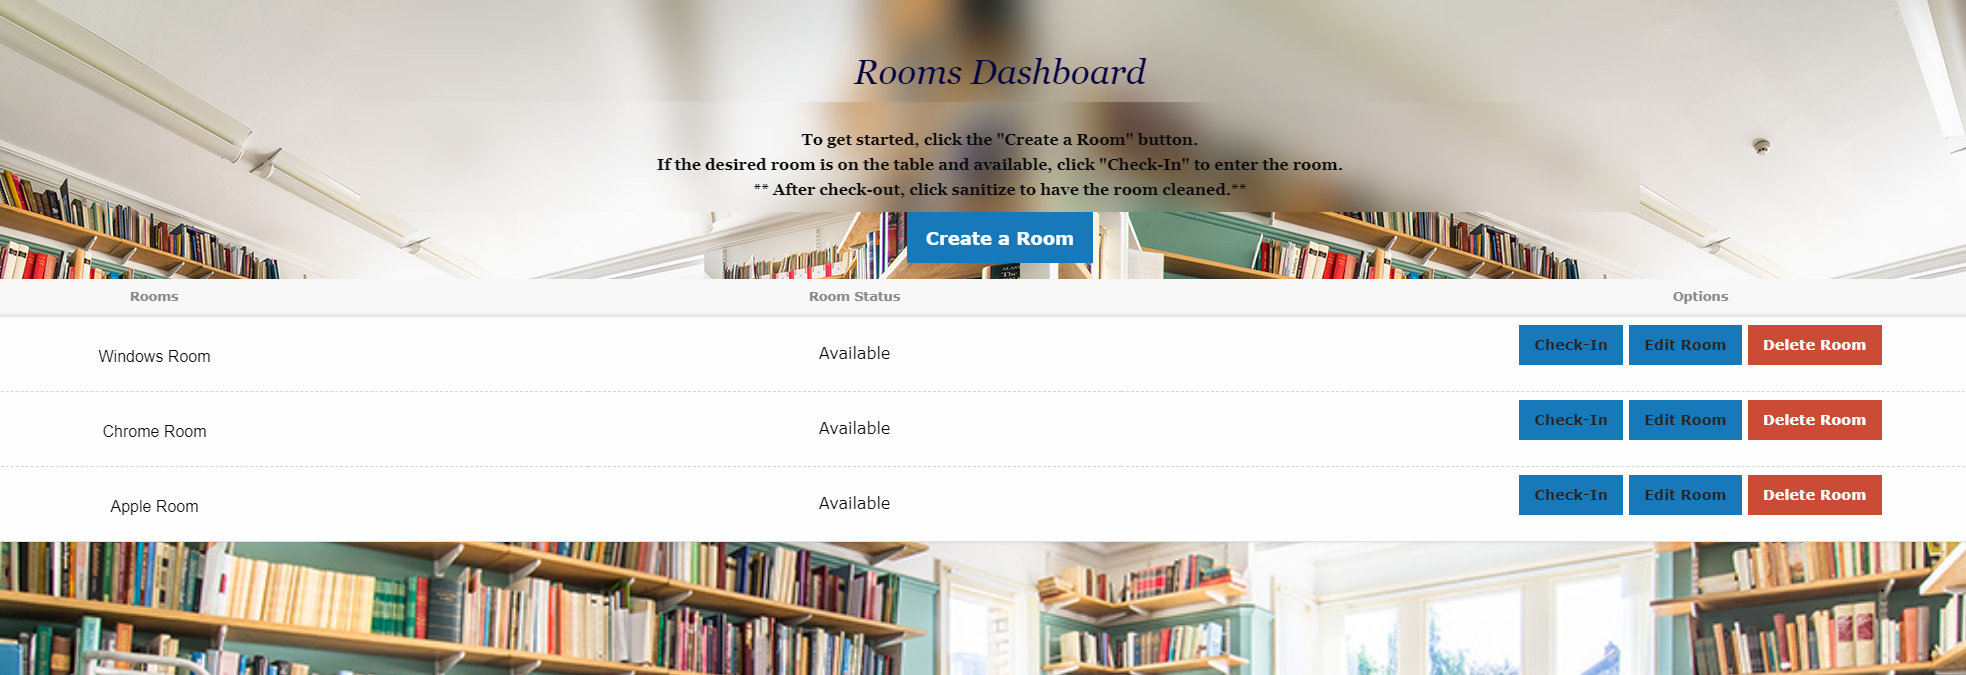 Rooms Dashboard
To get started, click the "Create a Room" button.
If the desired room is on the table and available, click "Check-In" to enter the room.
** After check-out, click sanitize to have the room cleaned.**
Create a Room
Rooms Room Status Options
Windows Room Available Check-In Edit Room Delete Room
Chrome Room Available Check-In Edit Room Delete Room
Apple Room Available Check-In Edit Room Delete Room